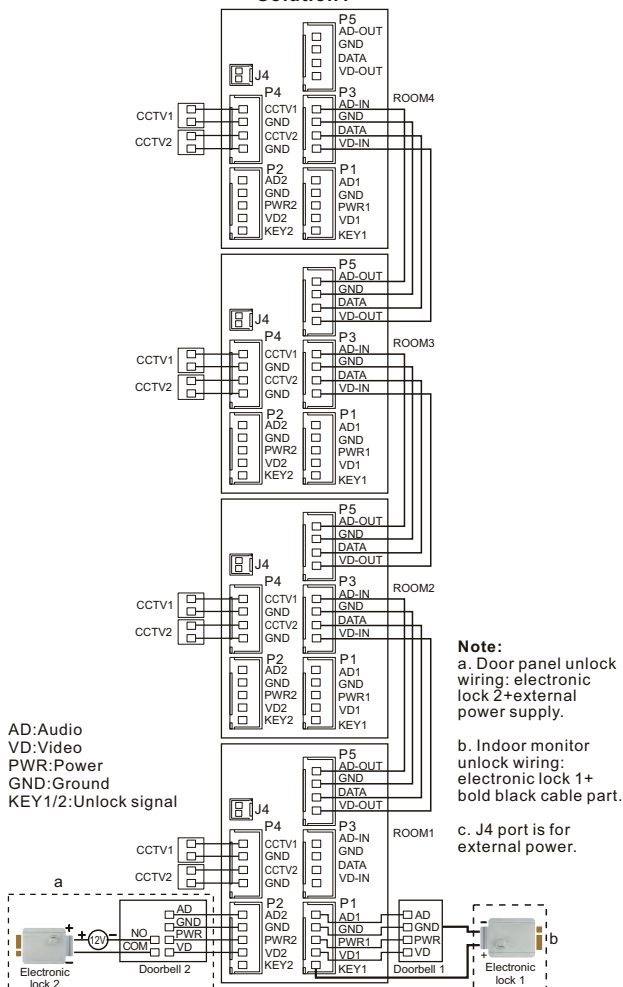 Solution:
P5
AD-OUT
GND
DATA
VD-OUT
J4
P4
CCTV1
GND
CCTV2
GND
CCTV1
CCTV2
P3
AD-IN
GND
DATA
VD-IN
ROOM4
P2
AD2
GND
PWR2
VD2
KEY2
P1
AD1
GND
PWR1
VD1
KEY1
P5
AD-OUT
GND
DATA
VD-OUT
J4
P4
CCTV1
GND
CCTV2
GND
CCTV1
CCTV2
P3
AD-IN
GND
DATA
VD-IN
ROOM3
P2
AD2
GND
PWR2
VD2
KEY2
P1
AD1
GND
PWR1
VD1
KEY1
P5
AD-OUT
GND
DATA
VD-OUT
J4
P4
CCTV1
GND
CCTV2
GND
CCTV1
CCTV2
P3
AD-IN
GND
DATA
VD-IN
ROOM2
P2
AD2
GND
PWR2
VD2
KEY2
P1
AD1
GND
PWR1
VD1
KEY1
Note:
a. Door panel unlock
wiring: electronic
lock 2+external
power supply.
b. Indoor monitor
unlock wiring:
electronic lock 1+
bold black cable part.
c. J4 port is for
external power.
AD:Audio
VD:Video
PWR:Power
GND:Ground
KEY1/2:Unlock signal
P5
AD-OUT
GND
DATA
VD-OUT
J4
P4
CCTV1
GND
CCTV2
GND
CCTV1
CCTV2
P3
AD-IN
GND
DATA
VD-IN
ROOM1
P2
AD2
GND
PWR2
VD2
KEY2
P1
AD1
GND
PWR1
VD1
KEY1
a
+
-
+ 12V -
NO
COM
AD
GND
PWR
VD
Electronic
lock 2
Doorbell 2
AD
GND
PWR
VD
Doorbell 1
-
+
b
Electronic
lock 1